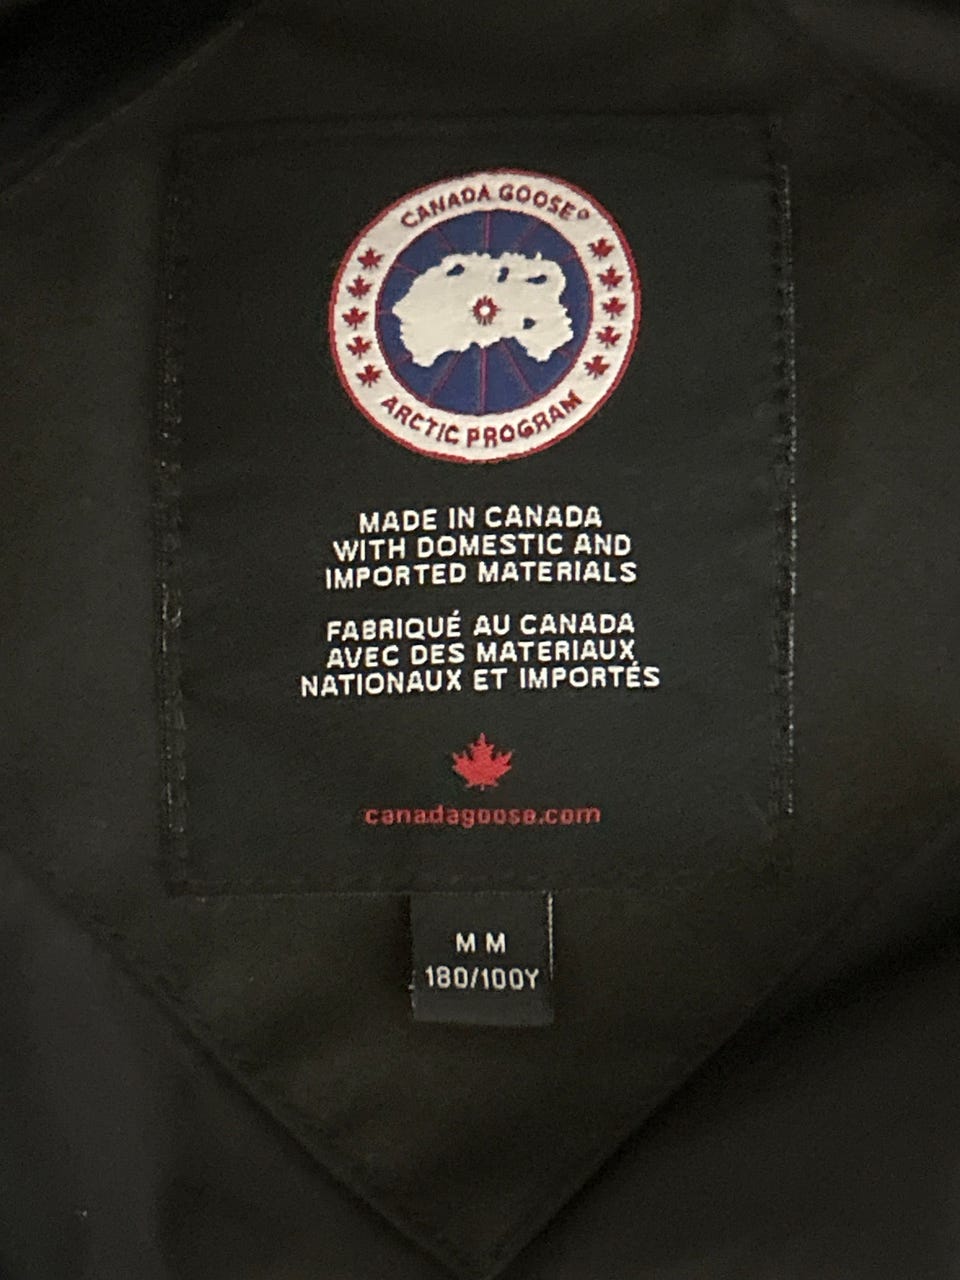 CANADA GOOSE®
ARCTIC PROGRAM
MADE IN CANADA
WITH DOMESTIC AND
IMPORTED MATERIALS
FABRIQUÉ AU CANADA
AVEC DES MATERIAUX
NATIONAUX ET IMPORTÉS
canadagoose.com
M M
180/100Y